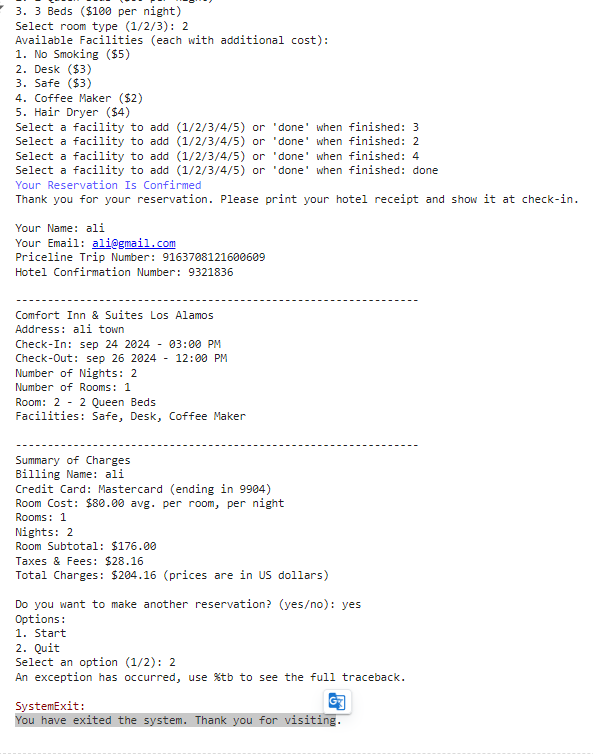 3. 3 Beds ($100 per night)
Select room type (1/2/3): 2
Available Facilities (each with additional cost):
1. No Smoking ($5)
2. Desk ($3)
3. Safe ($3)
4. Coffee Maker ($2)
5. Hair Dryer ($4)
Select a facility to add (1/2/3/4/5) or 'done' when finished: 3
Select a facility to add (1/2/3/4/5) or 'done' when finished: 2
Select a facility to add (1/2/3/4/5) or 'done' when finished: 4
Select a facility to add (1/2/3/4/5) or 'done' when finished: done
Your Reservation Is Confirmed
Thank you for your reservation. Please print your hotel receipt and show it at check-in.
Your Name: ali
Your Email: ali@gmail.com
Priceline Trip Number: 9163708121600609
Hotel Confirmation Number: 9321836
---------------------------------------------------------------
Comfort Inn & Suites Los Alamos
Address: ali town
Check-In: sep 24 2024 - 03:00 PM
Check-Out: sep 26 2024 - 12:00 PM
Number of Nights: 2
Number of Rooms: 1
Room: 2 - 2 Queen Beds
Facilities: Safe, Desk, Coffee Maker
---------------------------------------------------------------
Summary of Charges
Billing Name: ali
Credit Card: Mastercard (ending in 9904)
Room Cost: $80.00 avg. per room, per night
Rooms: 1
Nights: 2
Room Subtotal: $176.00
Taxes & Fees: $28.16
Total Charges: $204.16 (prices are in US dollars)
Do you want to make another reservation? (yes/no): yes
Options:
1. Start
2. Quit
Select an option (1/2): 2
An exception has occurred, use %tb to see the full traceback.
SystemExit:
You have exited the system. Thank you for visiting.